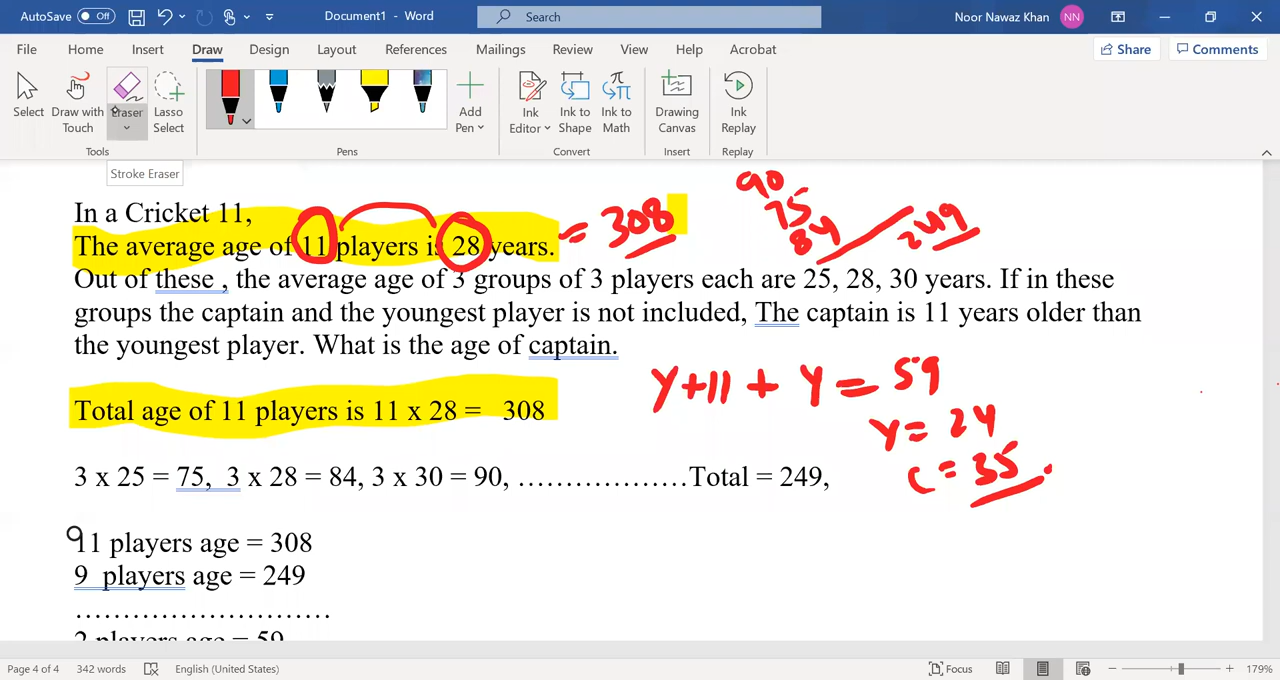 AutoSave Off Document1 - Word Search Noor Nawaz Khan NN
File Home Insert Draw Design Layout References Mailings Review View Help Acrobat Share Comments
Select Draw with Touch Eraser Lasso Select Add Pen Ink Editor Ink to Shape Ink to Math Drawing Canvas Ink Replay
Tools Pens Convert Insert Replay
Stroke Eraser
In a Cricket 11,
The average age of 11 players is 28 years. = 308
90
75
84 249
Out of these , the average age of 3 groups of 3 players each are 25, 28, 30 years. If in these
groups the captain and the youngest player is not included, The captain is 11 years older than
the youngest player. What is the age of captain.
Y+11 + Y = 59
Total age of 11 players is 11 x 28 = 308
Y = 24
C = 35
3 x 25 = 75, 3 x 28 = 84, 3 x 30 = 90, ………………Total = 249,
11 players age = 308
9 players age = 249
……………………….
2 players age = 59
Page 4 of 4 342 words English (United States) Focus 179%